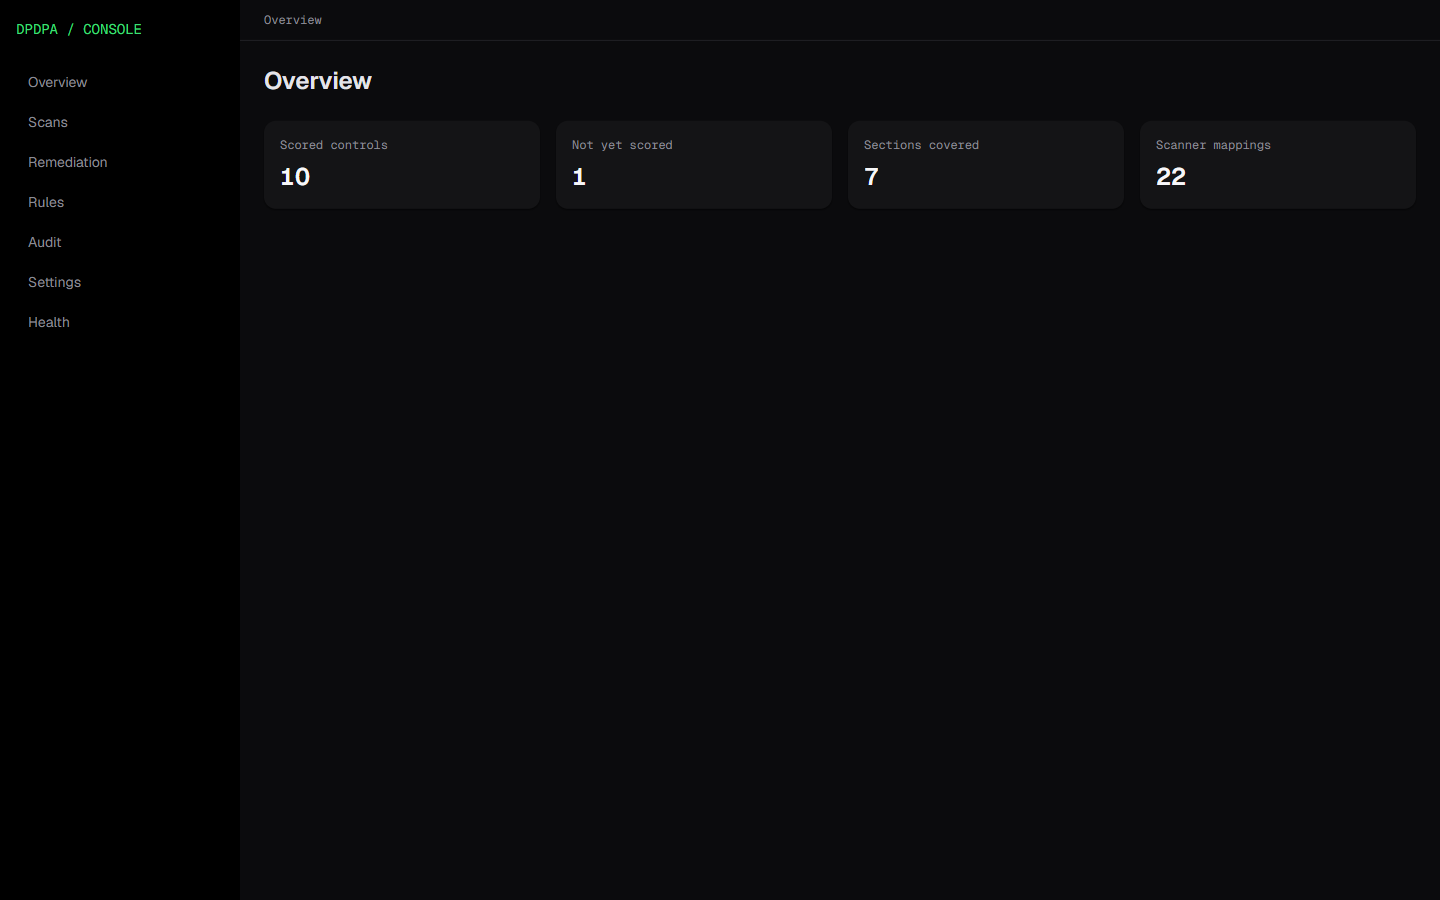 DPDPA / CONSOLE
Overview
Scans
Remediation
Rules
Audit
Settings
Health
Overview
Overview
Scored controls
10
Not yet scored
1
Sections covered
7
Scanner mappings
22